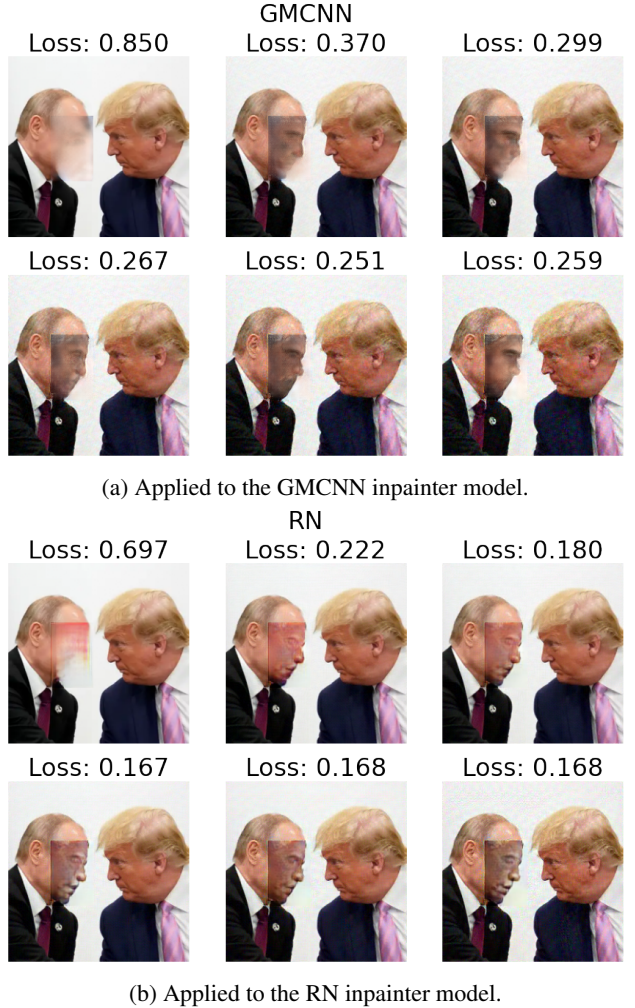 GMCNN
Loss: 0.850 Loss: 0.370 Loss: 0.299
Loss: 0.267 Loss: 0.251 Loss: 0.259
(a) Applied to the GMCNN inpainter model.
RN
Loss: 0.697 Loss: 0.222 Loss: 0.180
Loss: 0.167 Loss: 0.168 Loss: 0.168
(b) Applied to the RN inpainter model.